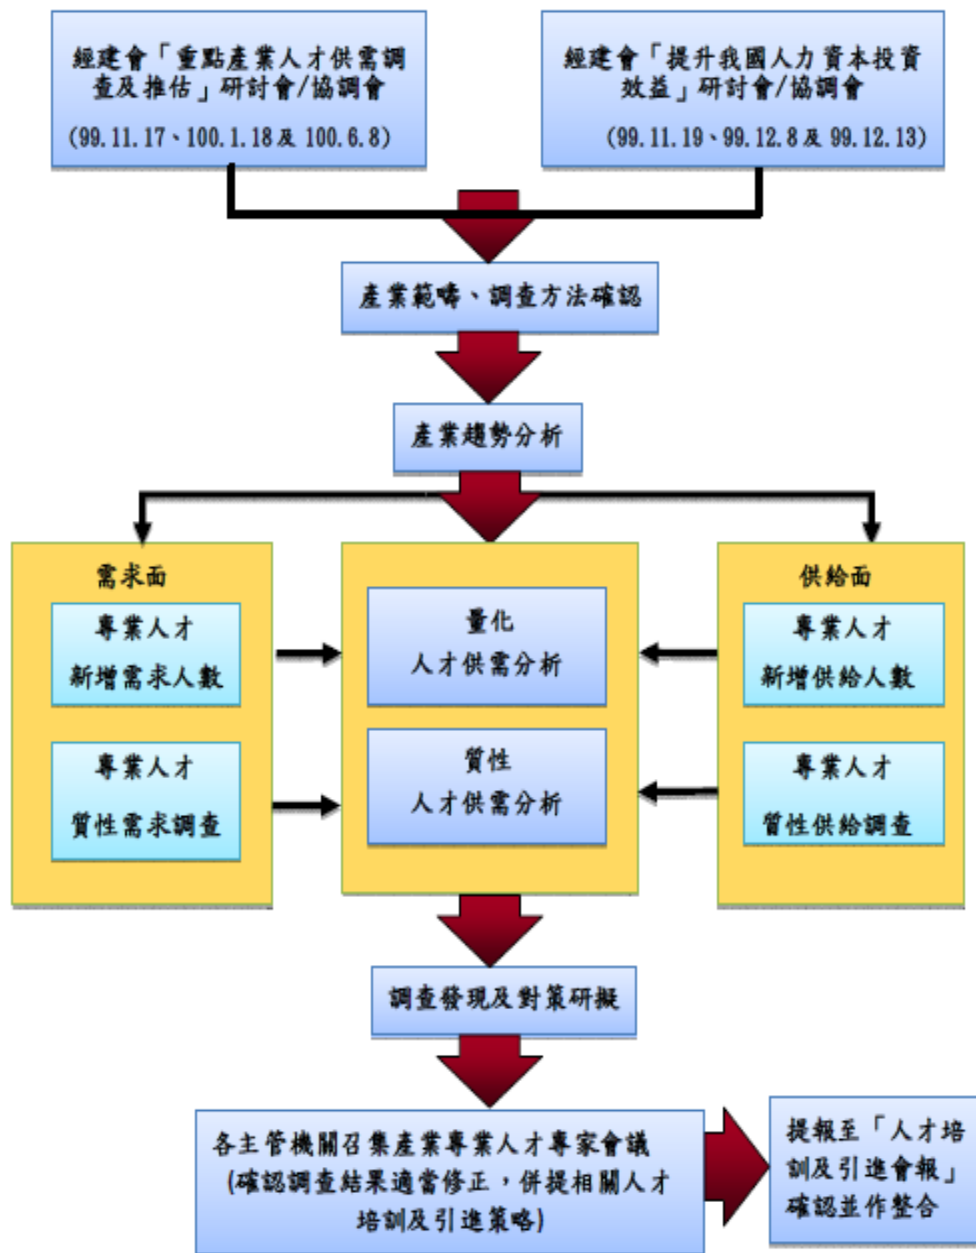 經建會「重點產業人才供需調
查及推估」研討會/協調會
(99.11.17、100.1.18 及 100.6.8)
經建會「提升我國人力資本投資
效益」研討會/協調會
(99.11.19、99.12.8 及 99.12.13)
產業範疇、調查方法確認
產業趨勢分析
需求面
專業人才
新增需求人數
專業人才
質性需求調查
量化
人才供需分析
質性
人才供需分析
供給面
專業人才
新增供給人數
專業人才
質性供給調查
調查發現及對策研擬
各主管機關召集產業專業人才專家會議
(確認調查結果適當修正，併提相關人才
培訓及引進策略)
提報至「人才培
訓及引進會報」
確認並作整合